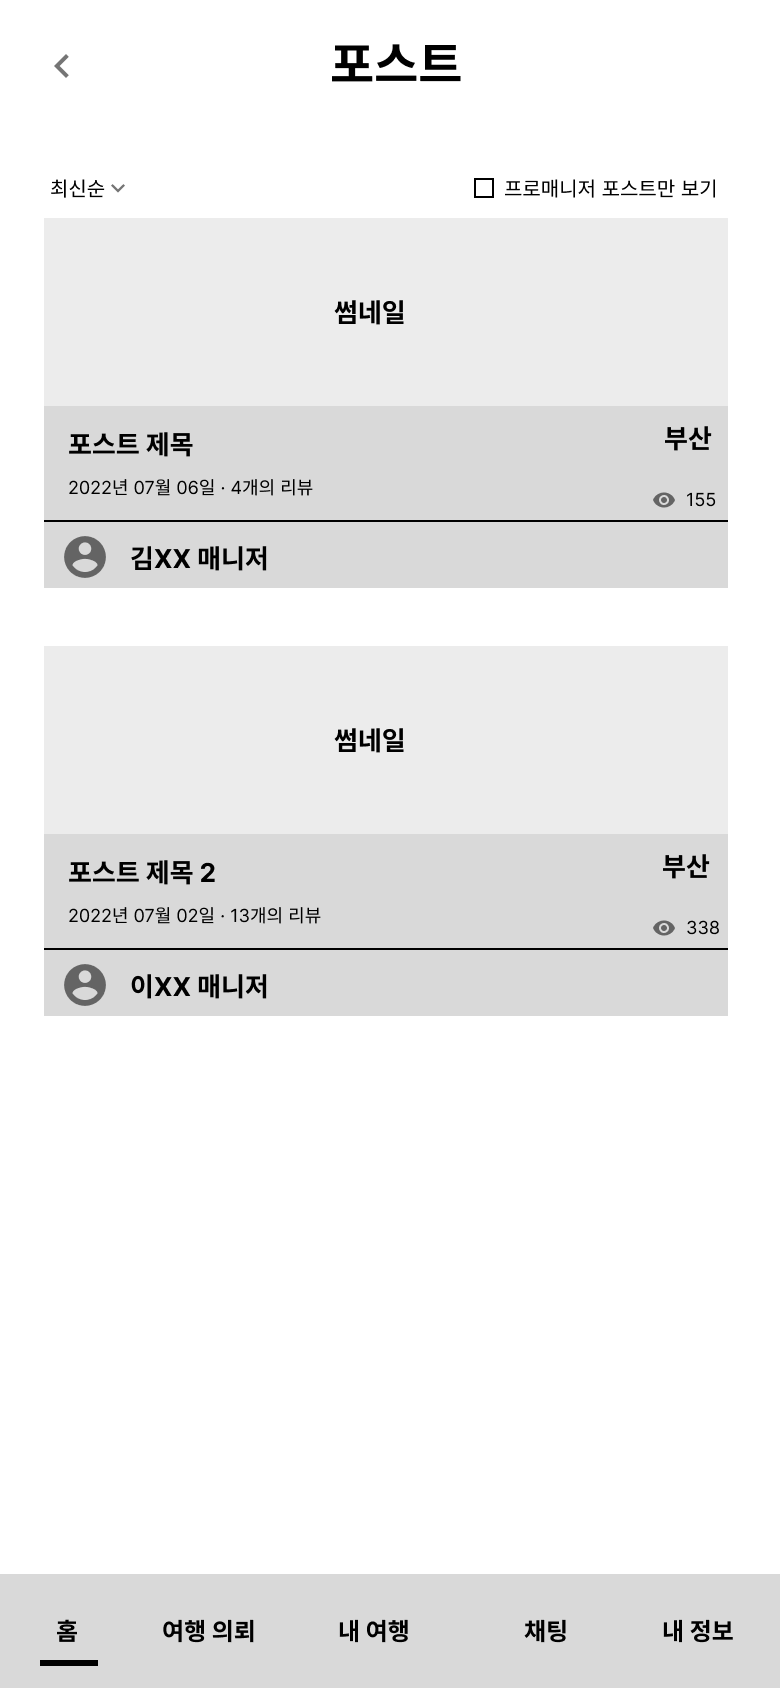 포스트
최신순
프로매니저 포스트만 보기
썸네일
포스트 제목
부산
2022년 07월 06일 · 4개의 리뷰
155
김XX 매니저
썸네일
포스트 제목 2
부산
2022년 07월 02일 · 13개의 리뷰
338
이XX 매니저
홈 여행 의뢰 내 여행 채팅 내 정보